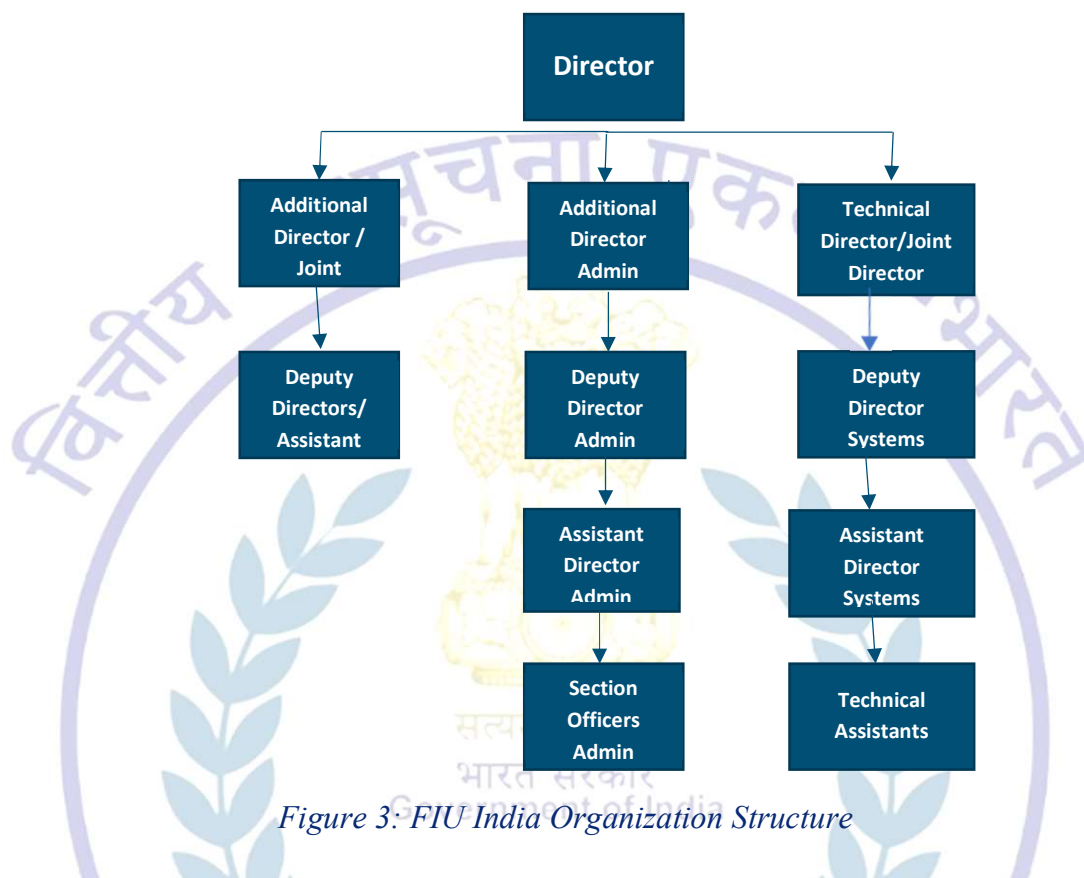 Director
Additional
Director /
Joint
Additional
Director
Admin
Technical
Director/Joint
Director
Deputy
Directors/
Assistant
Deputy
Director
Admin
Deputy
Director
Systems
Assistant
Director
Admin
Assistant
Director
Systems
Section
Officers
Admin
Technical
Assistants
वित्तीय सूचना भारत
भारत सरकार
Government of India
Figure 3: FIU India Organization Structure